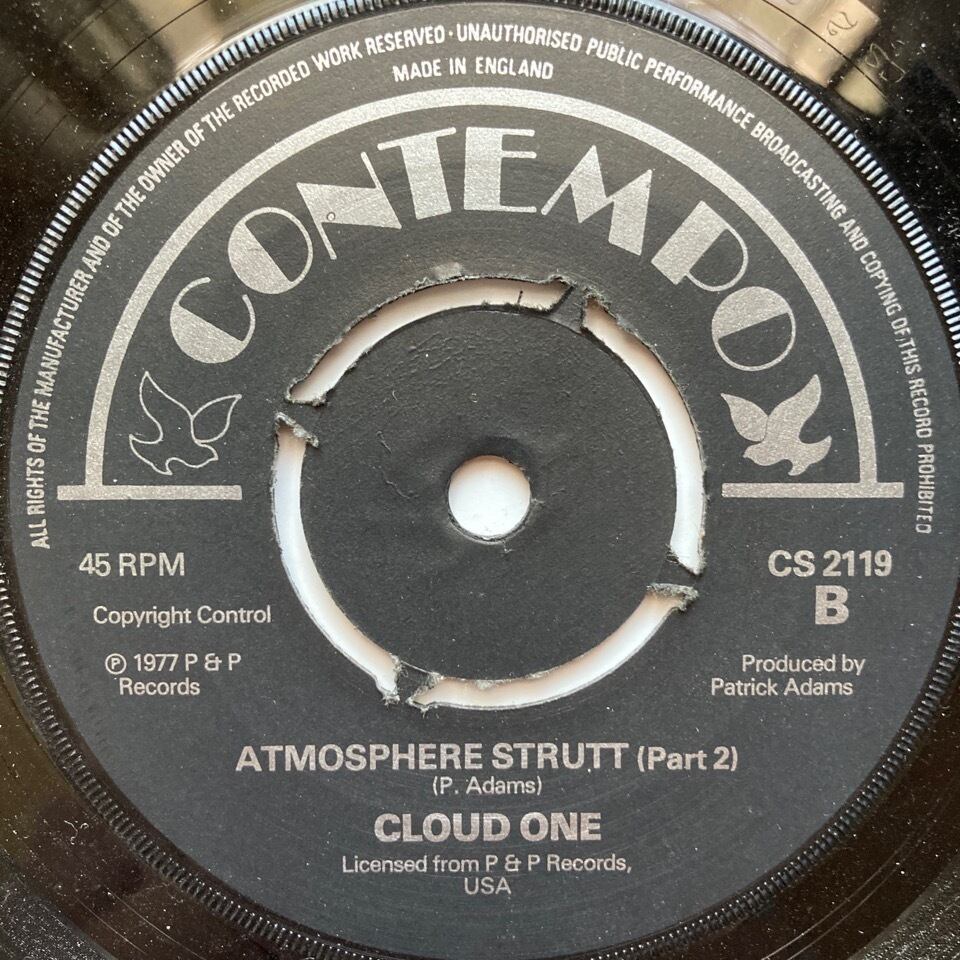 ALL RIGHTS OF THE MANUFACTURER AND OF THE OWNER OF THE RECORDED WORK RESERVED · UNAUTHORISED PUBLIC PERFORMANCE BROADCASTING AND COPYING OF THIS RECORD PROHIBITED
MADE IN ENGLAND
CONTEMPO
45 RPM
CS 2119
B
Copyright Control
℗ 1977 P & P
Records
Produced by
Patrick Adams
ATMOSPHERE STRUTT (Part 2)
(P. Adams)
CLOUD ONE
Licensed from P & P Records,
USA